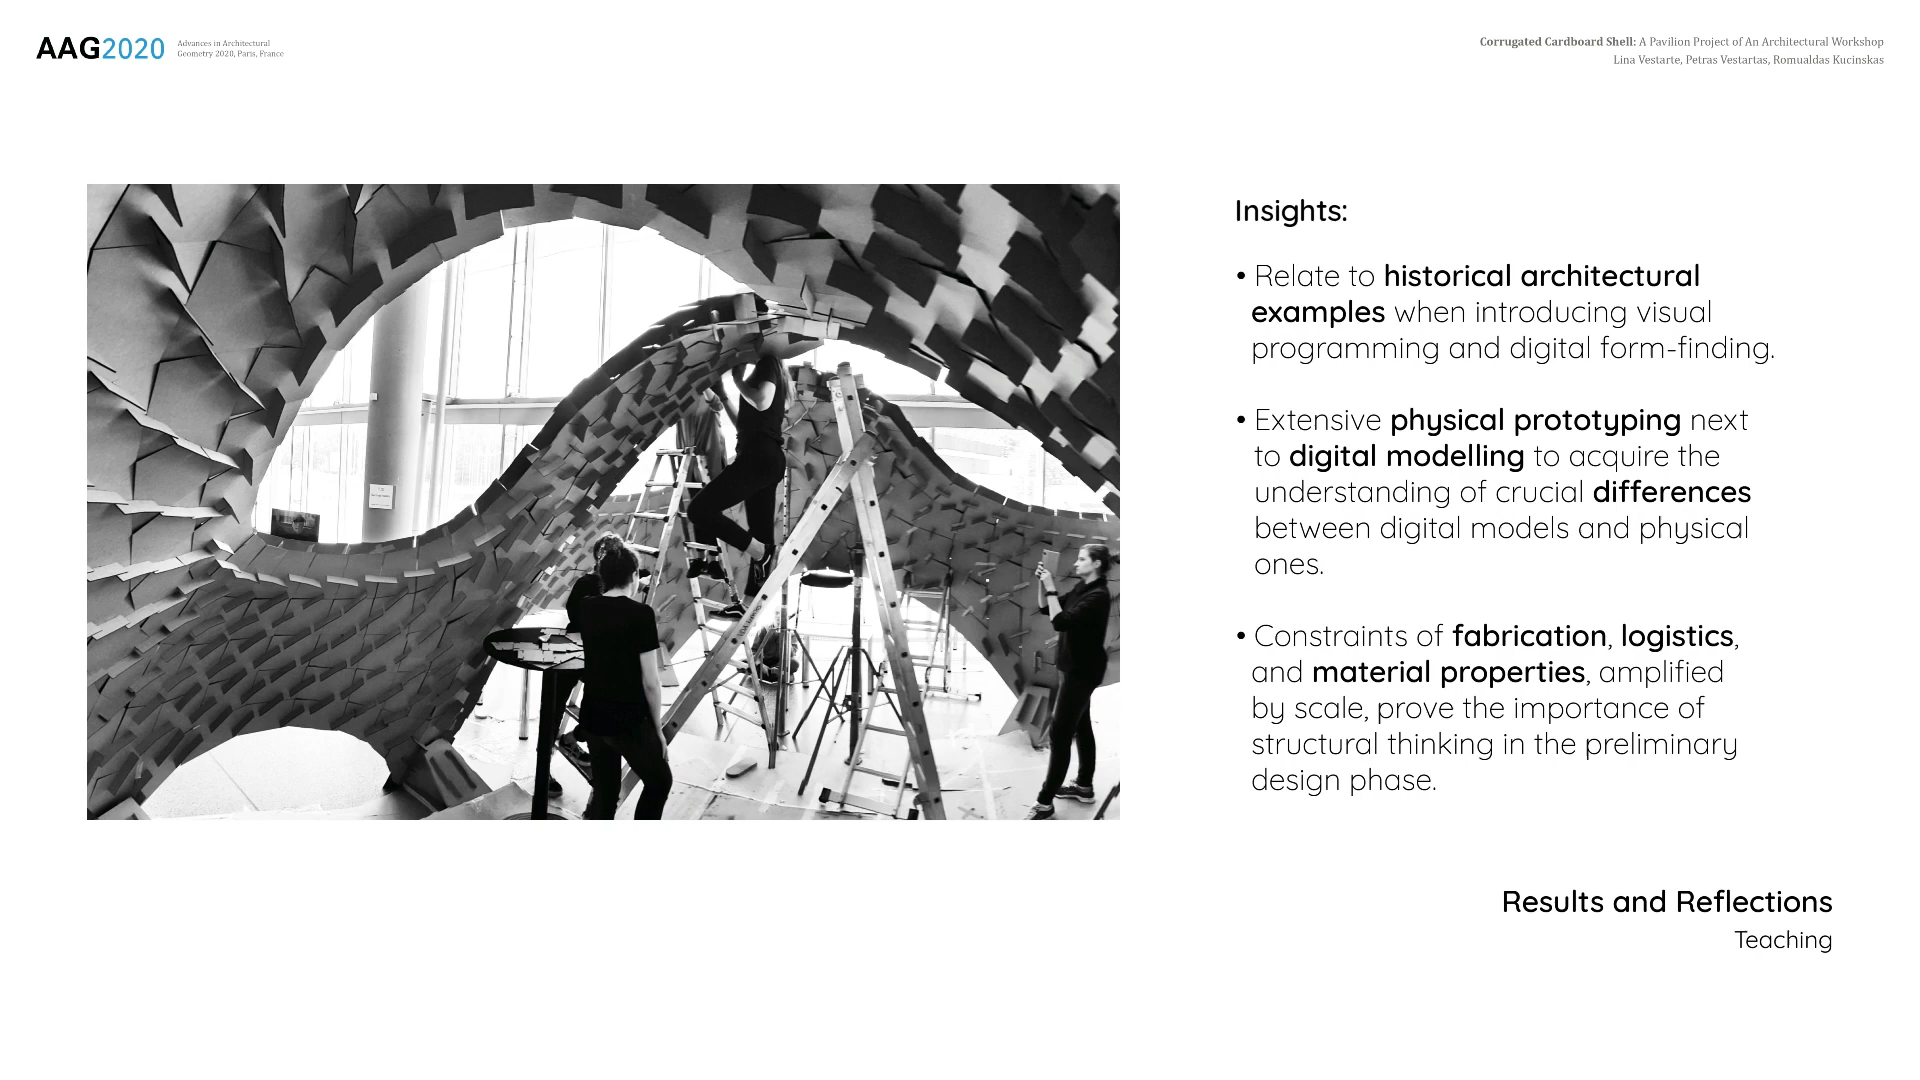 AAG2020
Advances in Architectural
Geometry 2020, Paris, France
Corrugated Cardboard Shell: A Pavilion Project of An Architectural Workshop
Lina Vestarte, Petras Vestartas, Romualdas Kucinskas
Insights:
• Relate to historical architectural
examples when introducing visual
programming and digital form-finding.
• Extensive physical prototyping next
to digital modelling to acquire the
understanding of crucial differences
between digital models and physical
ones.
• Constraints of fabrication, logistics,
and material properties, amplified
by scale, prove the importance of
structural thinking in the preliminary
design phase.
Results and Reflections
Teaching